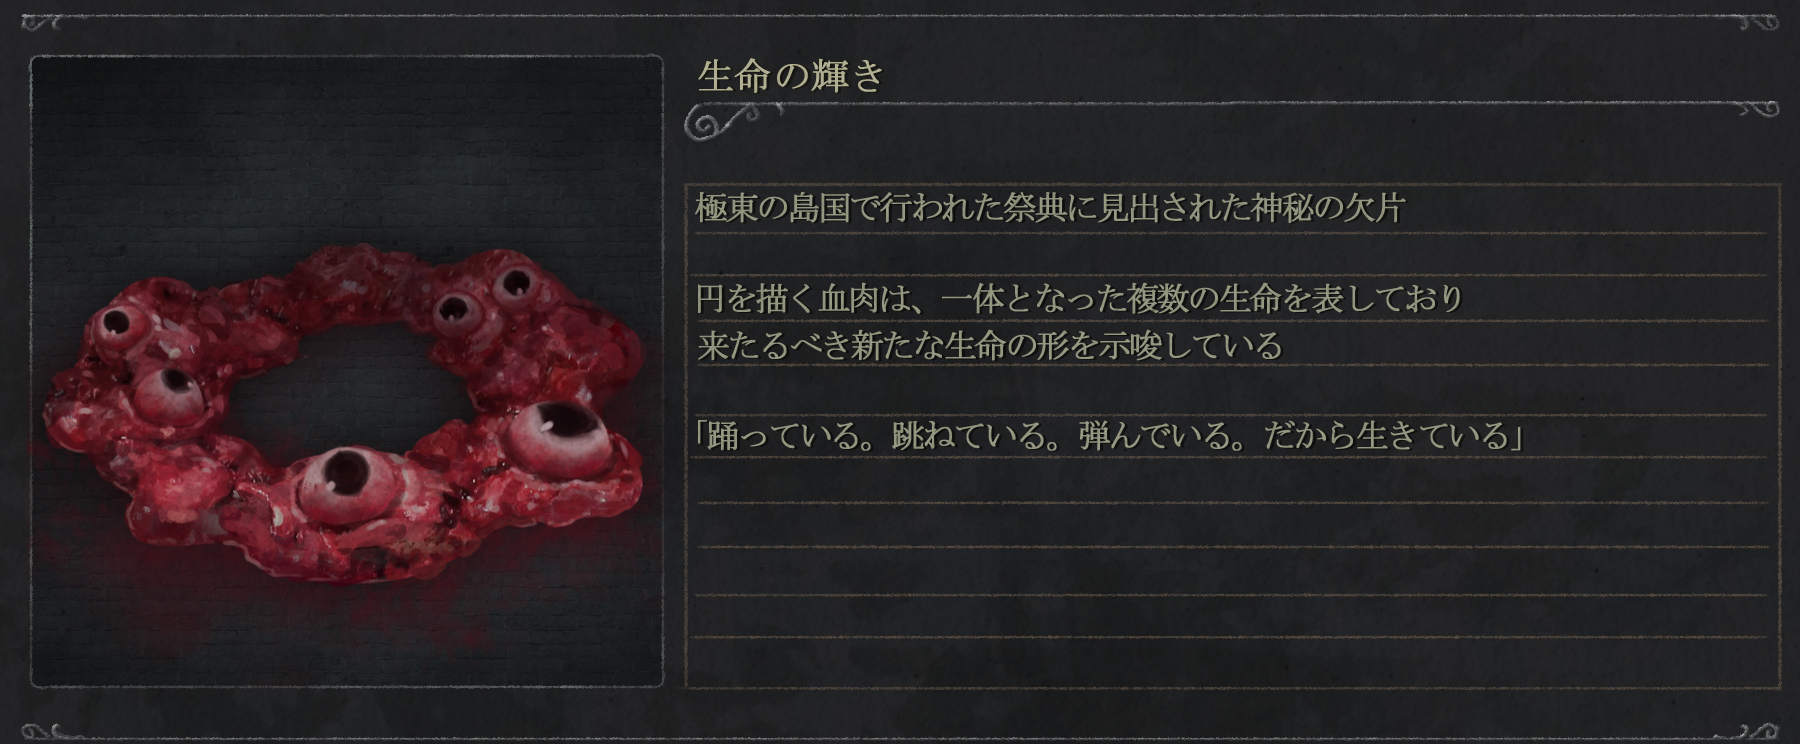 生命の輝き
極東の島国で行われた祭典に見出された神秘の欠片
円を描く血肉は、一体となった複数の生命を表しており
来たるべき新たな生命の形を示唆している
「踊っている。跳ねている。弾んでいる。だから生きている」